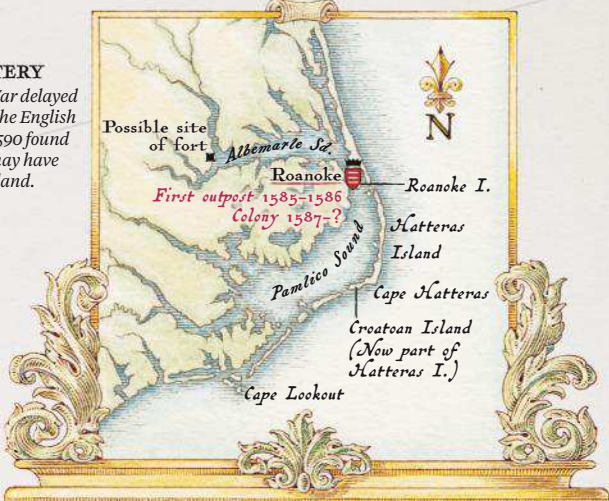 TERY
ar delayed
he English
590 found
ay have
land.
Possible site
of fort
Albemarle Sd.
N
Roanoke
Roanoke I.
First outpost 1585–1586
Colony 1587–?
Hatteras
Island
Pamlico Sound
Cape Hatteras
Croatoan Island
(Now part of
Hatteras I.)
Cape Lookout